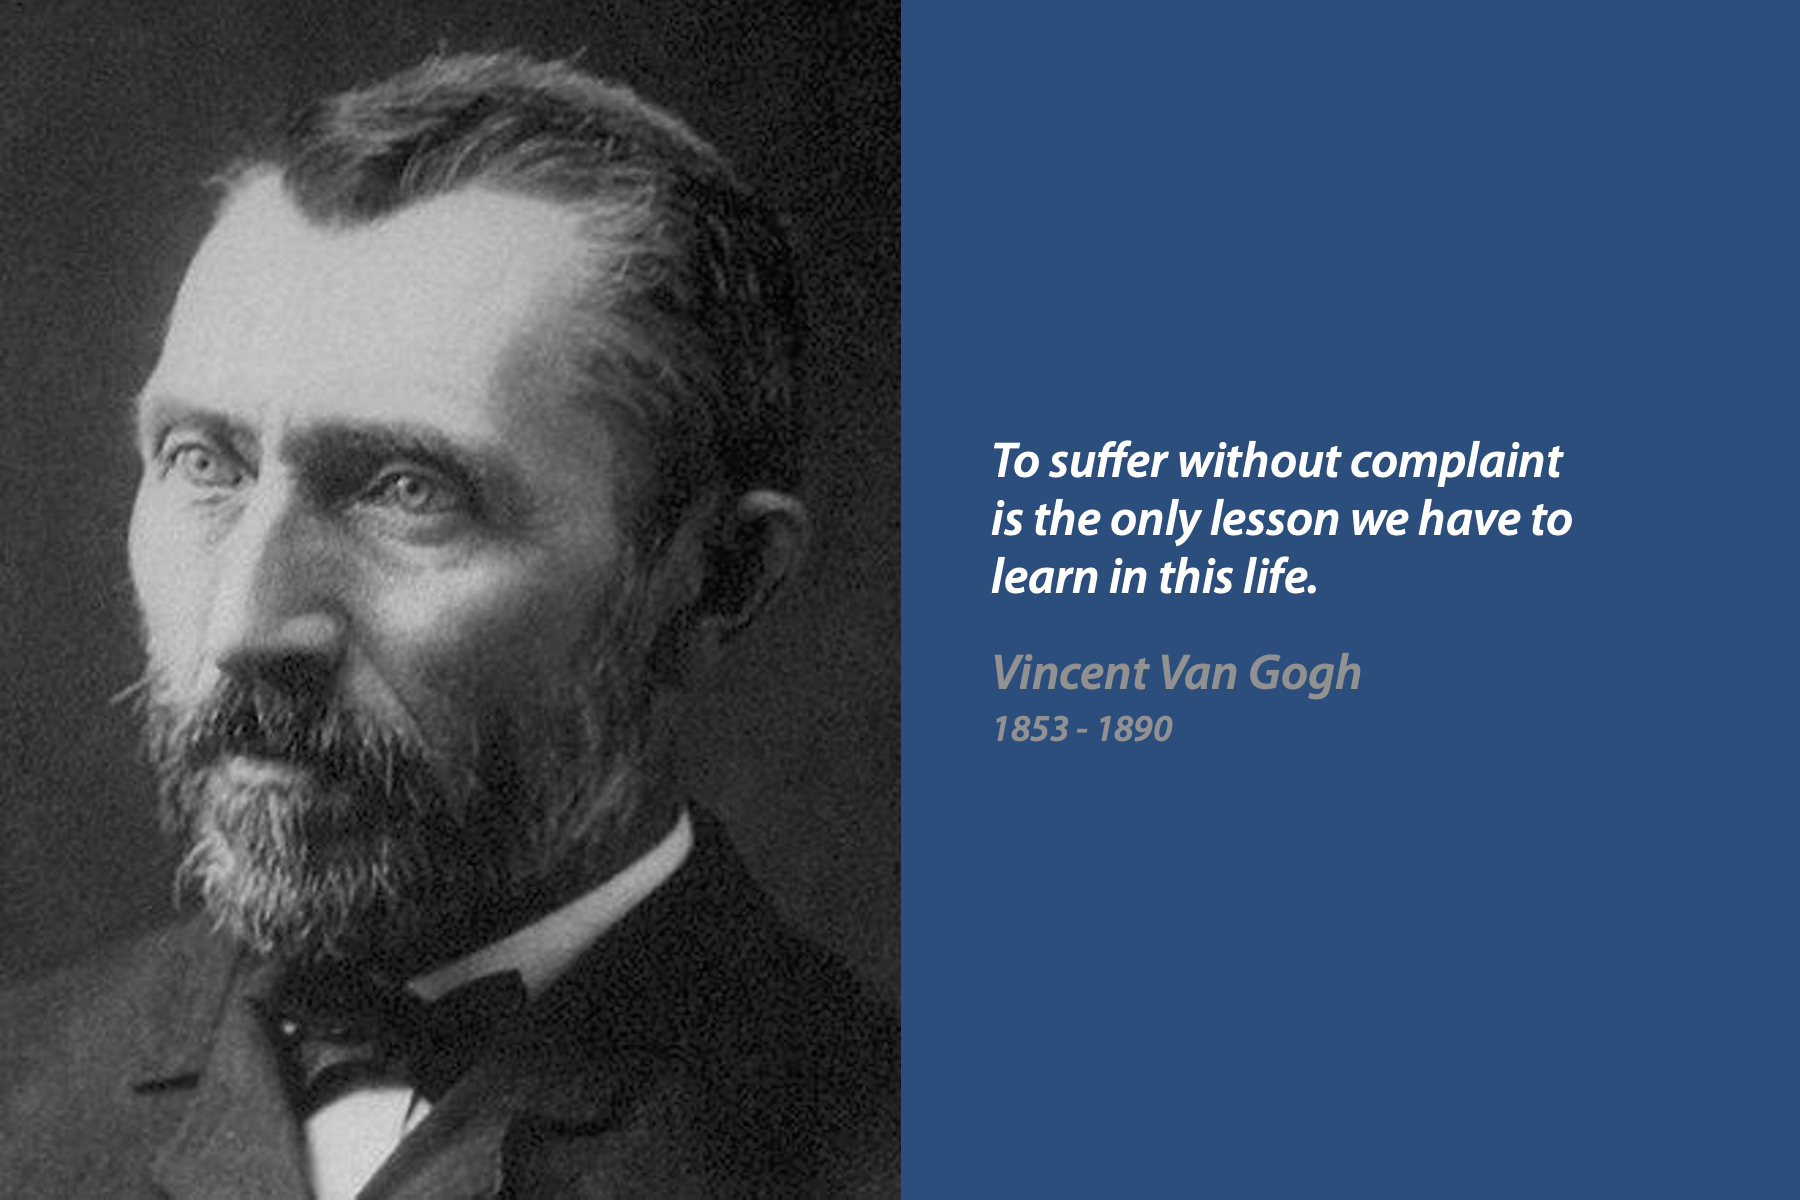 To suffer without complaint
is the only lesson we have to
learn in this life.
Vincent Van Gogh
1853 - 1890